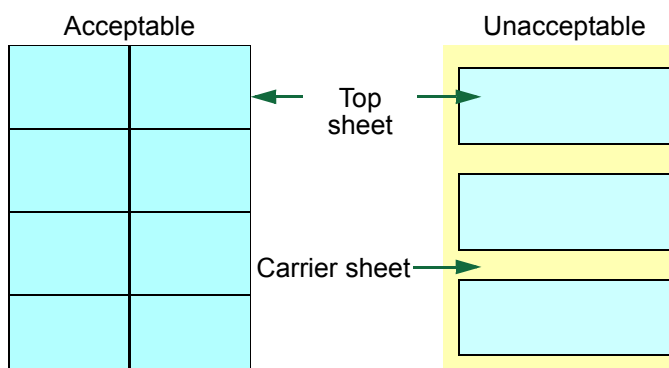 Acceptable
Unacceptable
Top
sheet
Carrier sheet